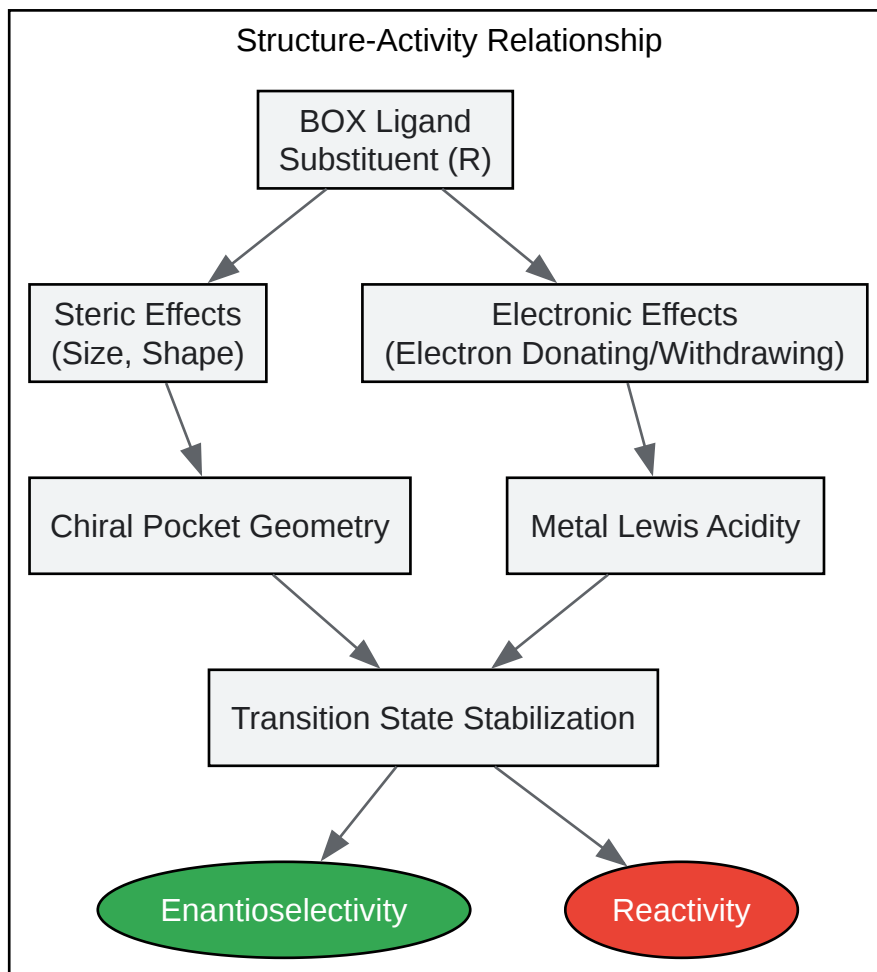 Structure-Activity Relationship
BOX Ligand
Substituent (R)
Steric Effects
(Size, Shape)
Electronic Effects
(Electron Donating/Withdrawing)
Chiral Pocket Geometry
Metal Lewis Acidity
Transition State Stabilization
Enantioselectivity
Reactivity